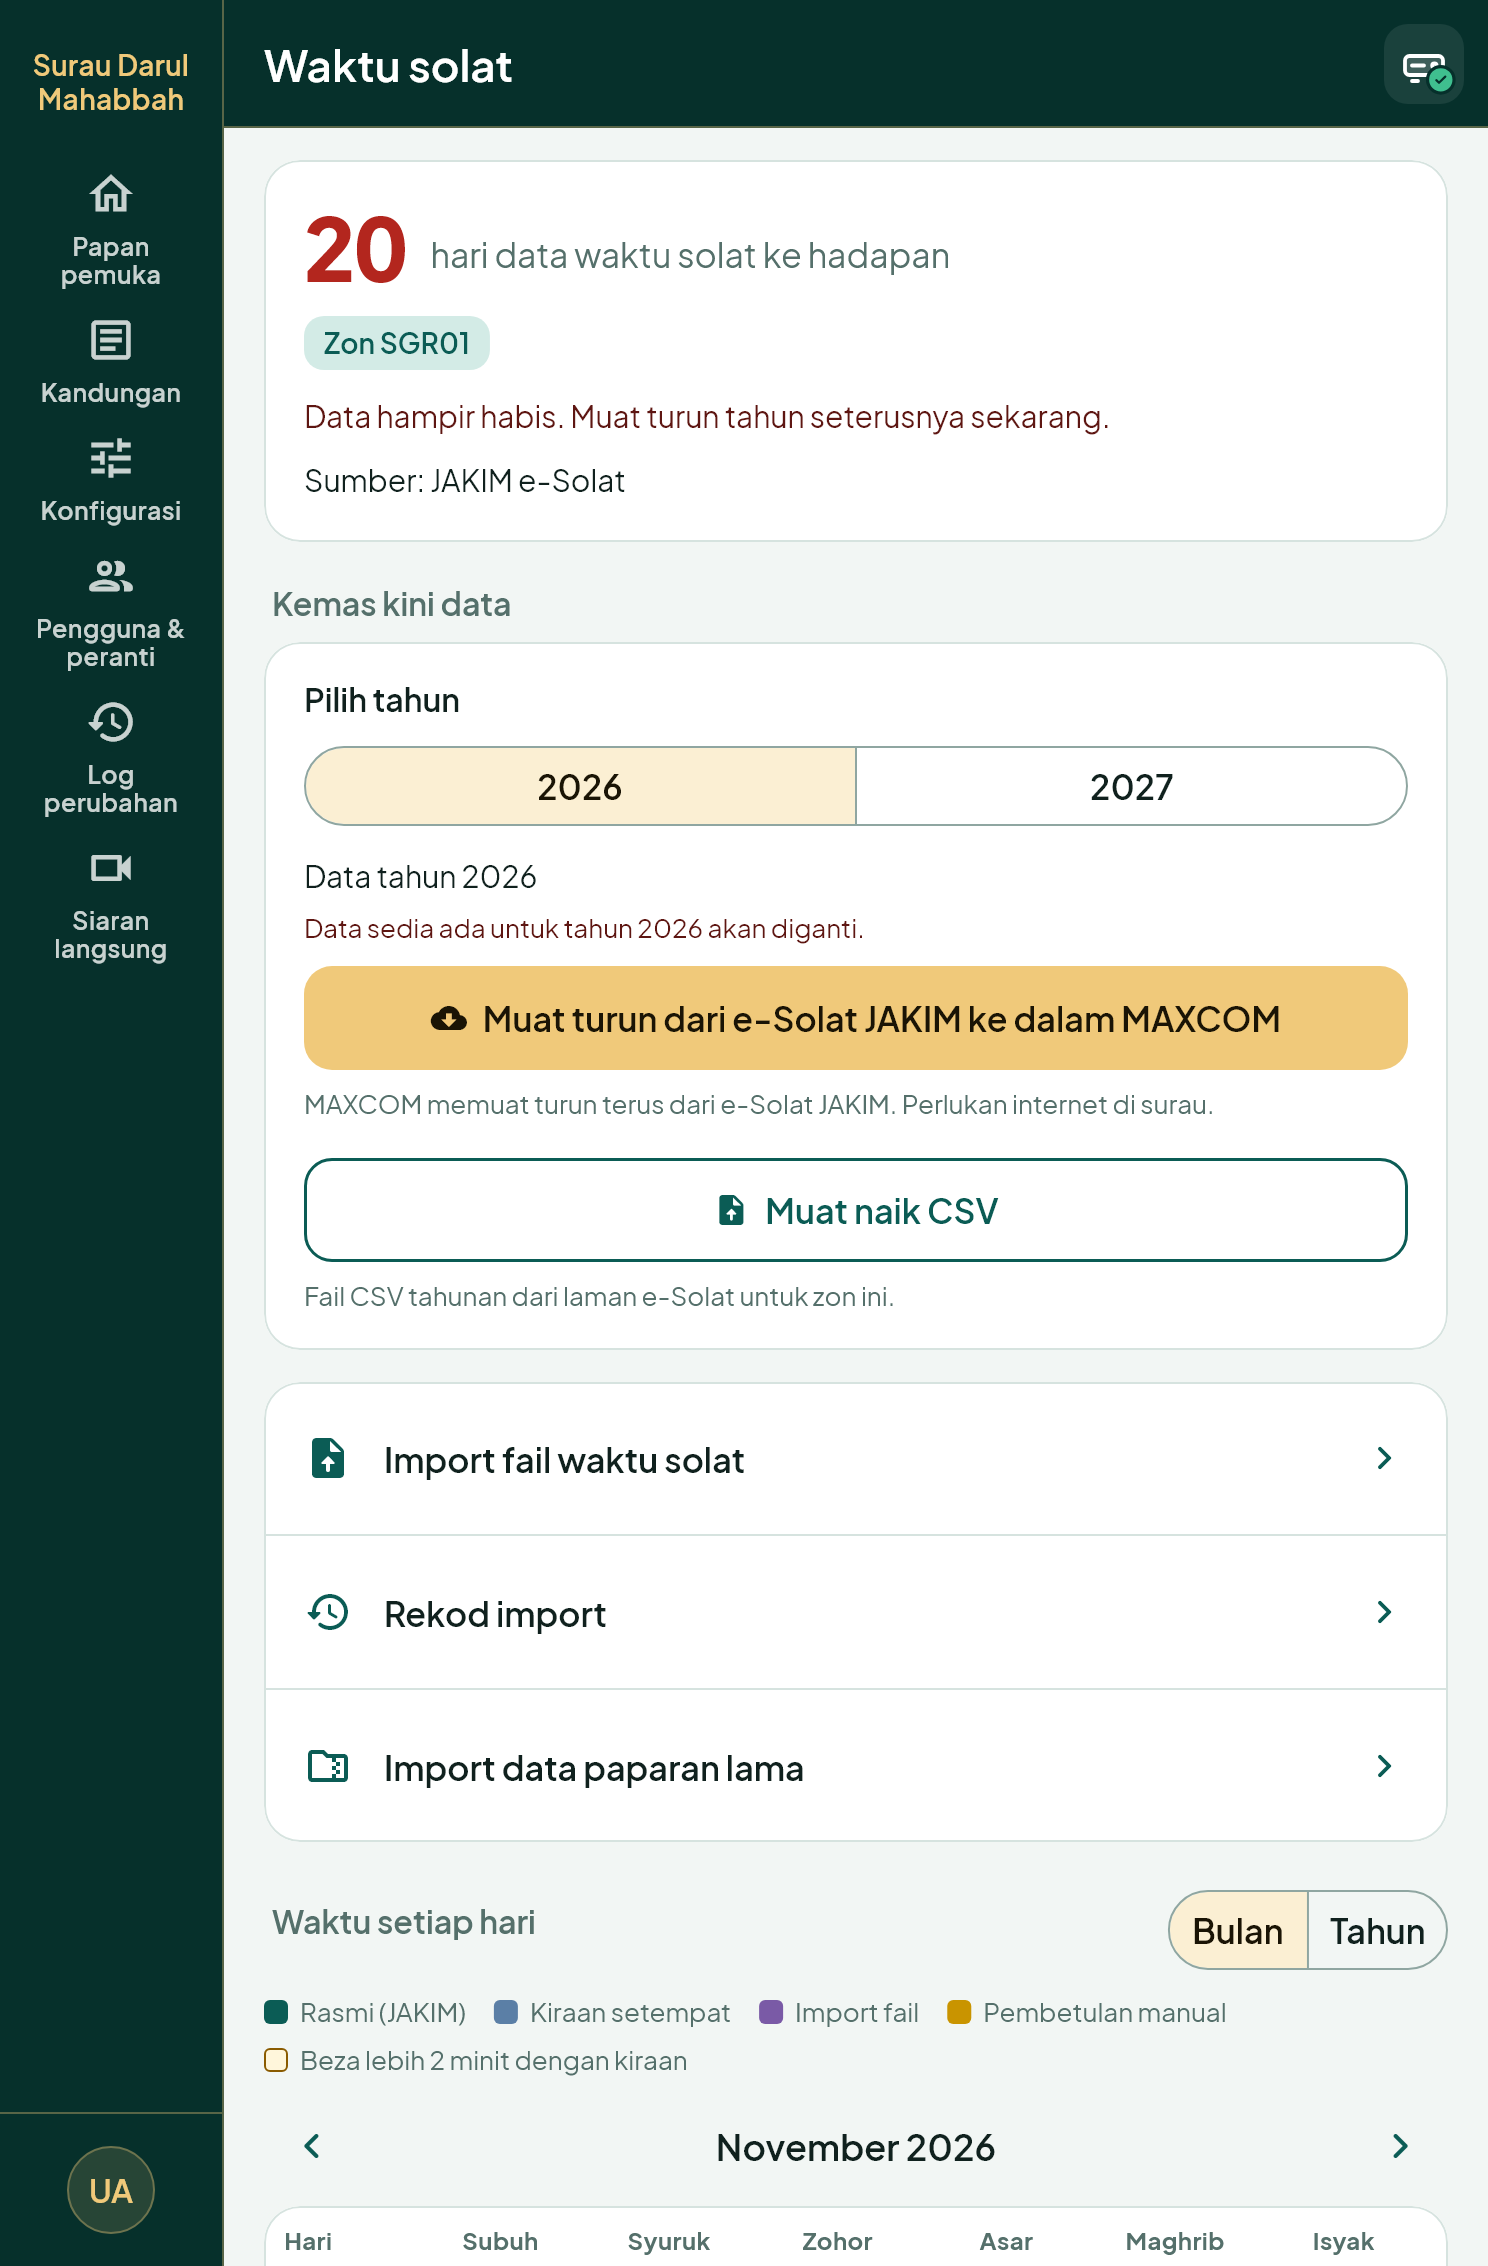 Surau Darul
Mahabbah
Papan
pemuka
Kandungan
Konfigurasi
Pengguna &
peranti
Log
perubahan
Siaran
langsung
UA
Waktu solat
20 hari data waktu solat ke hadapan
Zon SGR01
Data hampir habis. Muat turun tahun seterusnya sekarang.
Sumber: JAKIM e-Solat
Kemas kini data
Pilih tahun
2026 2027
Data tahun 2026
Data sedia ada untuk tahun 2026 akan diganti.
Muat turun dari e-Solat JAKIM ke dalam MAXCOM
MAXCOM memuat turun terus dari e-Solat JAKIM. Perlukan internet di surau.
Muat naik CSV
Fail CSV tahunan dari laman e-Solat untuk zon ini.
Import fail waktu solat
Rekod import
Import data paparan lama
Waktu setiap hari
Bulan Tahun
Rasmi (JAKIM) Kiraan setempat Import fail Pembetulan manual
Beza lebih 2 minit dengan kiraan
November 2026
Hari Subuh Syuruk Zohor Asar Maghrib Isyak